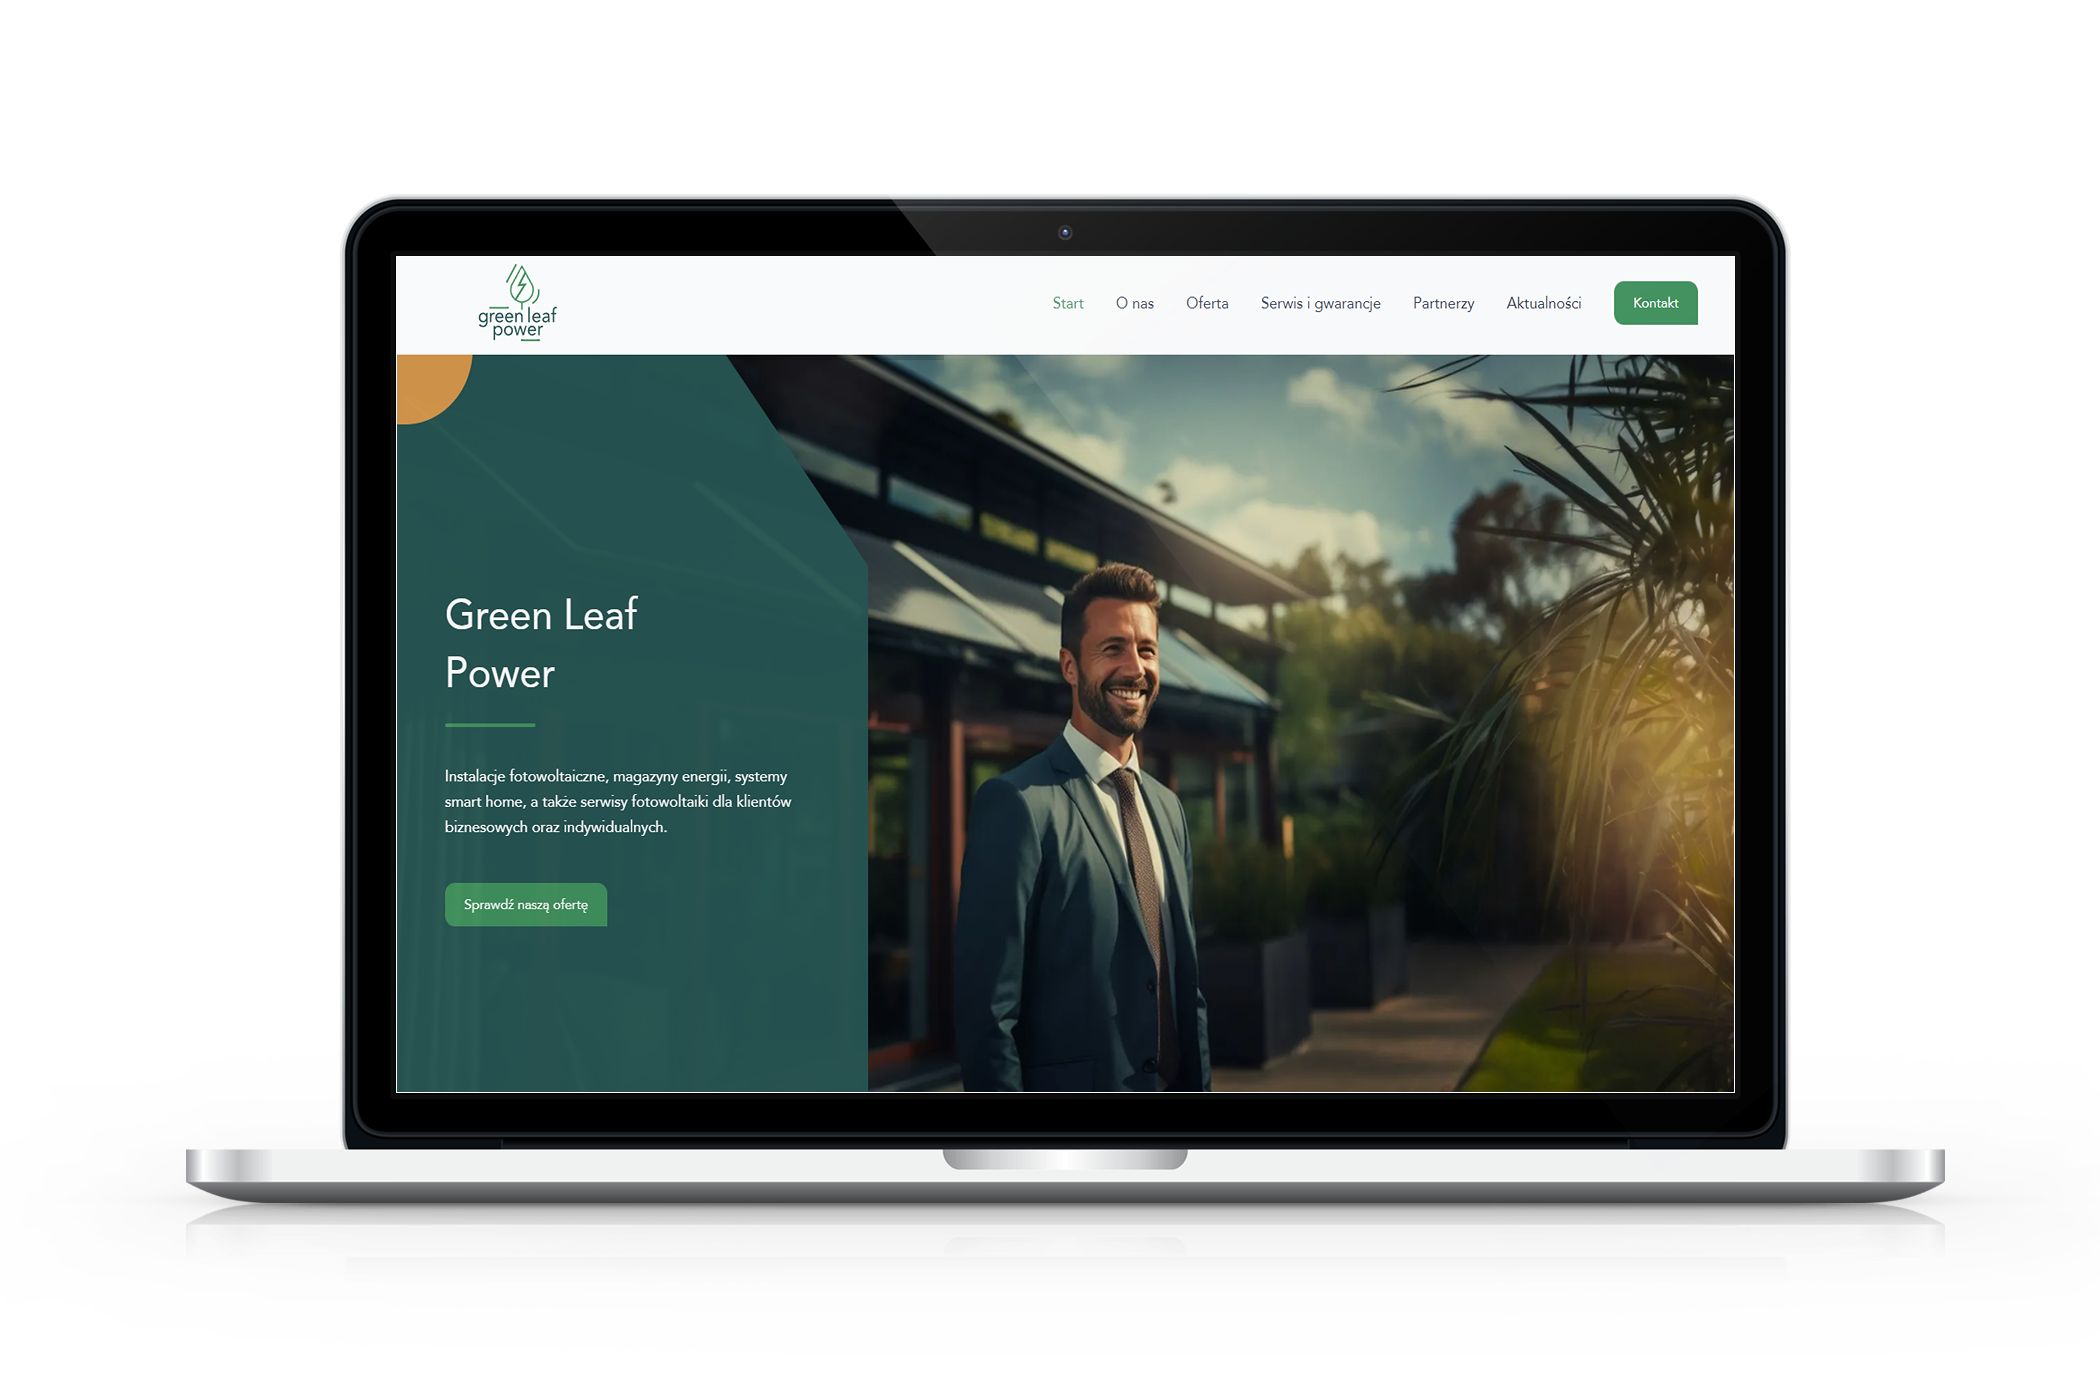 green leaf
power
Start O nas Oferta Serwis i gwarancje Partnerzy Aktualności Kontakt
Green Leaf
Power
Instalacje fotowoltaiczne, magazyny energii, systemy
smart home, a także serwisy fotowoltaiki dla klientów
biznesowych oraz indywidualnych.
Sprawdź naszą ofertę